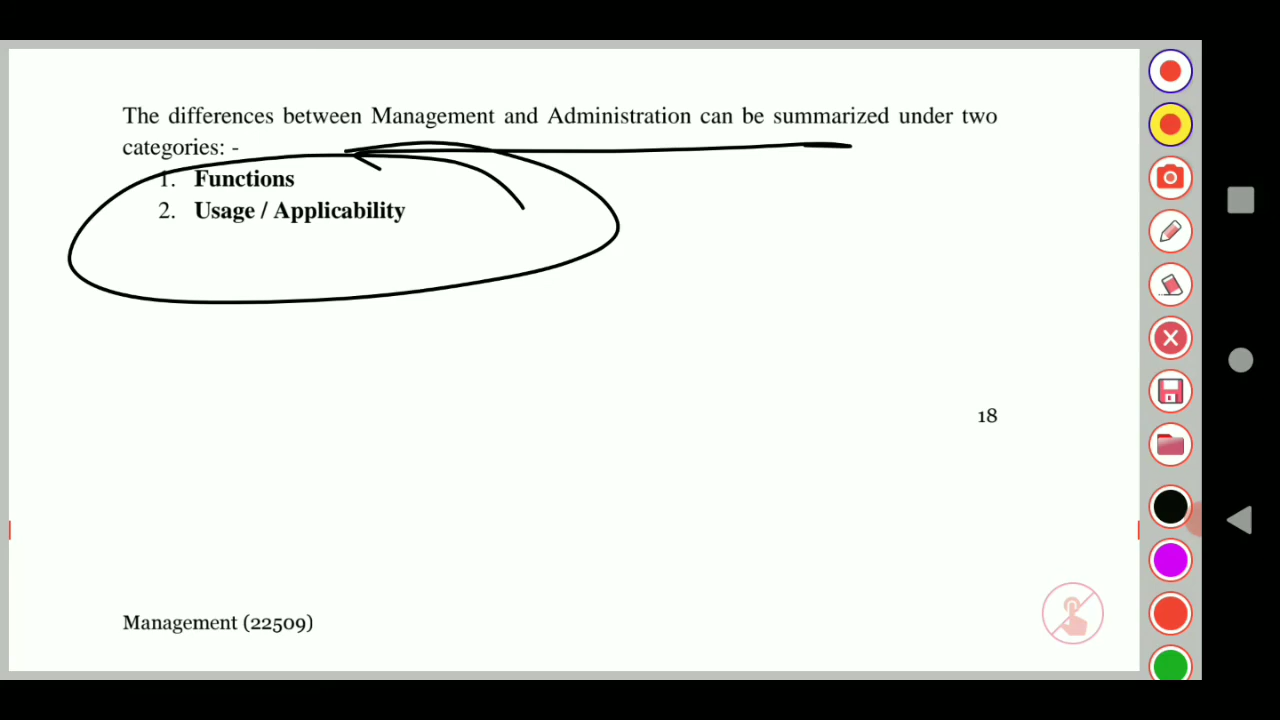 The differences between Management and Administration can be summarized under two
categories: -
1. Functions
2. Usage / Applicability
18
Management (22509)